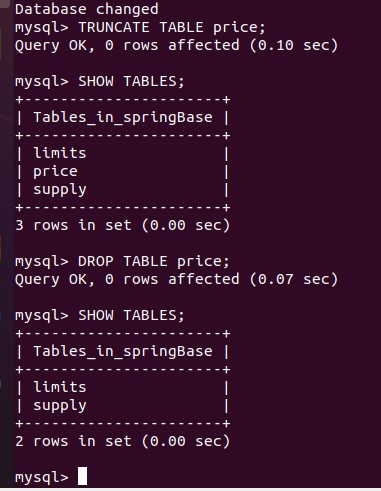 Database changed
mysql> TRUNCATE TABLE price;
Query OK, 0 rows affected (0.10 sec)
mysql> SHOW TABLES;
+----------------------+
| Tables_in_springBase |
+----------------------+
| limits               |
| price                |
| supply               |
+----------------------+
3 rows in set (0.00 sec)
mysql> DROP TABLE price;
Query OK, 0 rows affected (0.07 sec)
mysql> SHOW TABLES;
+----------------------+
| Tables_in_springBase |
+----------------------+
| limits               |
| supply               |
+----------------------+
2 rows in set (0.00 sec)
mysql>